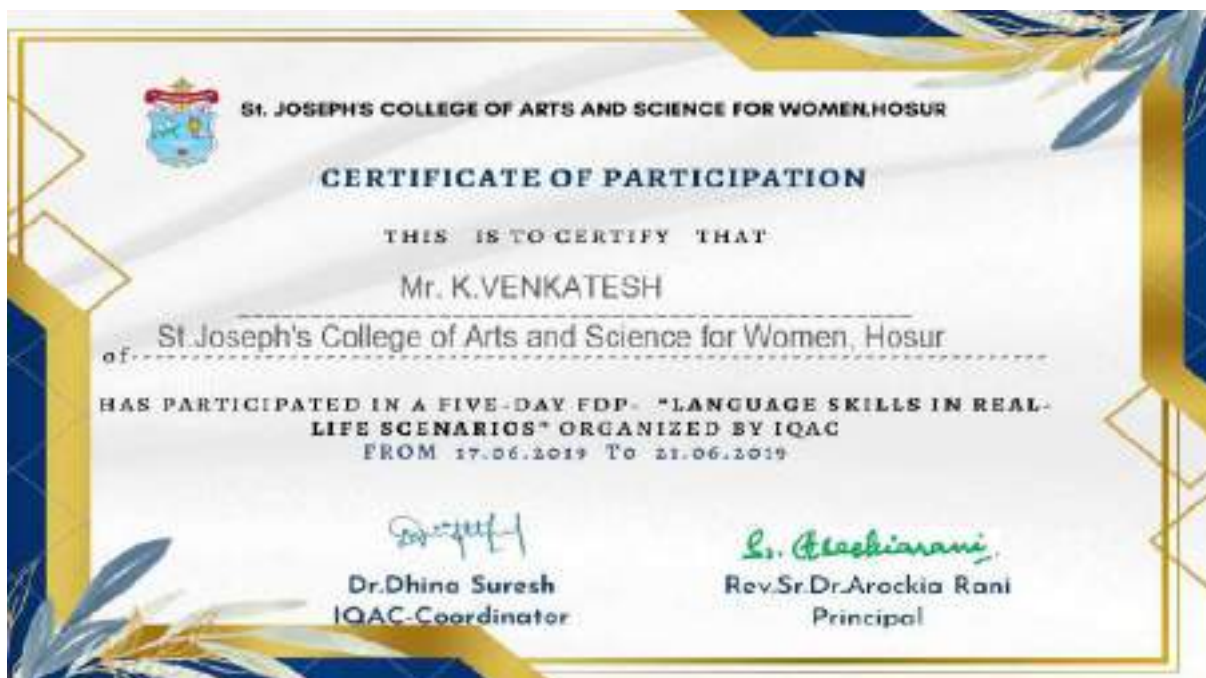 St. JOSEPH'S COLLEGE OF ARTS AND SCIENCE FOR WOMEN,HOSUR
CERTIFICATE OF PARTICIPATION
THIS IS TO CERTIFY THAT
Mr. K.VENKATESH
of St.Joseph's College of Arts and Science for Women, Hosur
HAS PARTICIPATED IN A FIVE-DAY FDP- "LANGUAGE SKILLS IN REAL-
LIFE SCENARIOS" ORGANIZED BY IQAC
FROM 17.06.2019 To 21.06.2019
Dr.Dhina Suresh Rev.Sr.Dr.Arockia Rani
IQAC-Coordinator Principal